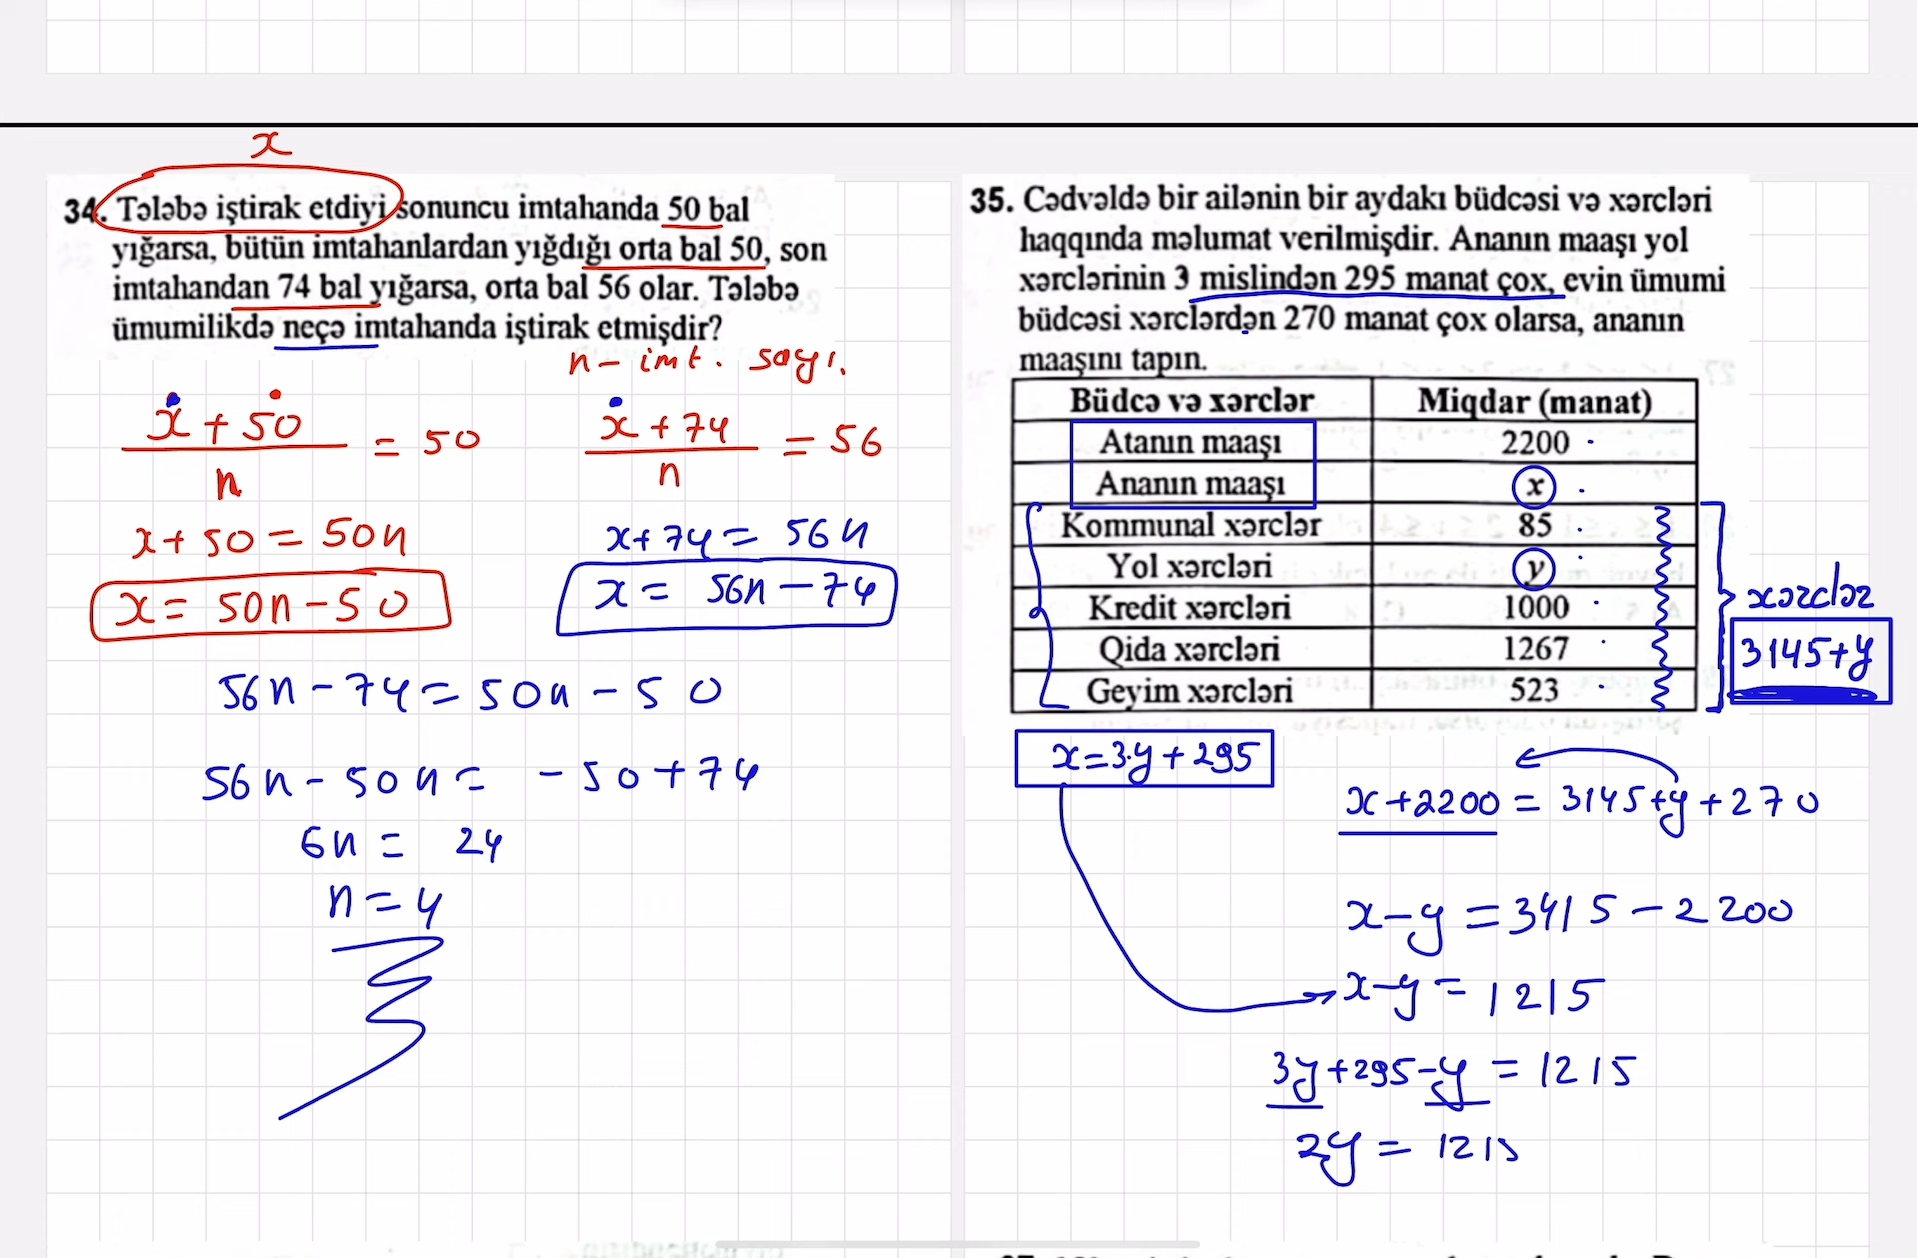 x
34. Tələbə iştirak etdiyi sonuncu imtahanda 50 bal
yığarsa, bütün imtahanlardan yığdığı orta bal 50, son
imtahandan 74 bal yığarsa, orta bal 56 olar. Tələbə
ümumilikdə neçə imtahanda iştirak etmişdir?
n - imt. sayı.
x + 50
n
= 50
x + 74
n
= 56
x + 50 = 50n
x + 74 = 56n
x = 50n - 50
x = 56n - 74
56n - 74 = 50n - 50
56n - 50n = - 50 + 74
6n = 24
n = 4
35. Cədvəldə bir ailənin bir aydakı büdcəsi və xərcləri
haqqında məlumat verilmişdir. Ananın maaşı yol
xərclərinin 3 mislindən 295 manat çox, evin ümumi
büdcəsi xərclərdən 270 manat çox olarsa, ananın
maaşını tapın.
Büdcə və xərclər Miqdar (manat)
Atanın maaşı 2200
Ananın maaşı x
Kommunal xərclər 85
Yol xərcləri y
Kredit xərcləri 1000
Qida xərcləri 1267
Geyim xərcləri 523
xərclər
3145+y
x=3·y+295
x+2200 = 3145+y+270
x-y = 3415-2200
x-y = 1215
3y+295-y = 1215
2y = 1215